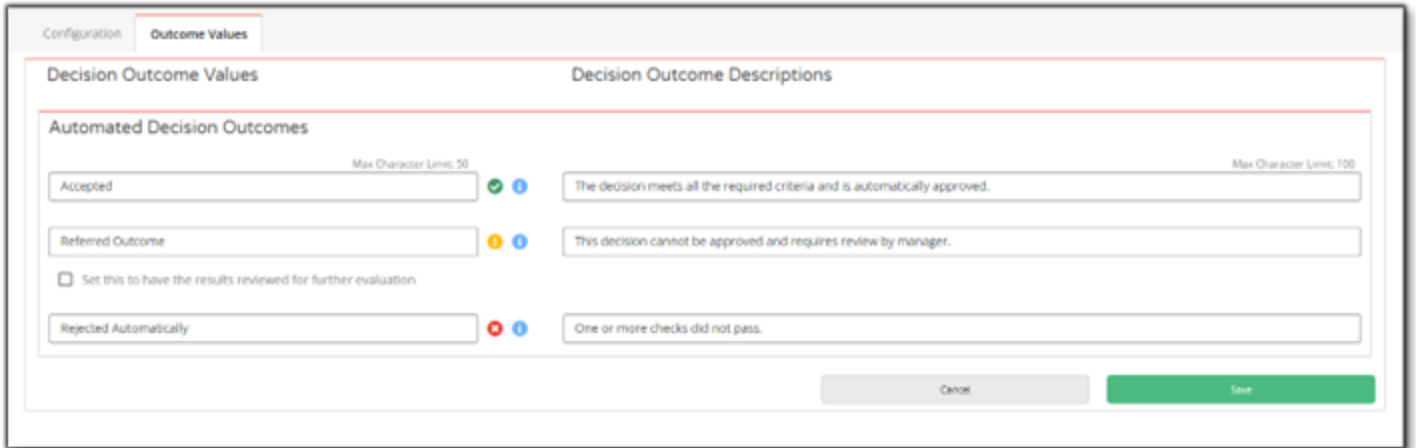 Configuration
Outcome Values
Decision Outcome Values
Decision Outcome Descriptions
Automated Decision Outcomes
Max Character Limit: 50
Max Character Limit: 100
Accepted
The decision meets all the required criteria and is automatically approved.
Referred Outcome
This decision cannot be approved and requires review by manager.
Set this to have the results reviewed for further evaluation
Rejected Automatically
One or more checks did not pass.
Cancel
Save